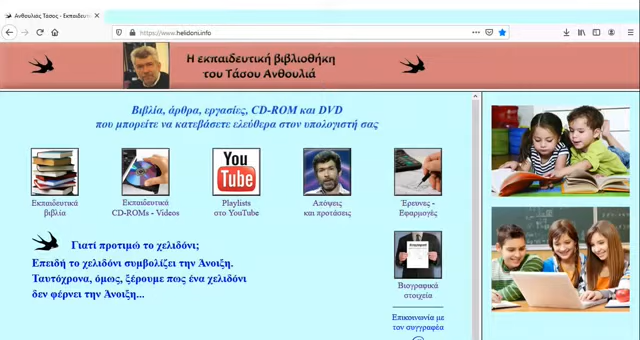 Ανθουλιάς Τάσος - Εκπαιδευτι
https://www.helidoni.info
Η εκπαιδευτική βιβλιοθήκη
του Τάσου Ανθουλιά
Βιβλία, άρθρα, εργασίες, CD-ROM και DVD
που μπορείτε να κατεβάσετε ελεύθερα στον υπολογιστή σας
You
Tube
Εκπαιδευτικά
βιβλία
Εκπαιδευτικά
CD-ROMs - Videos
Playlists
στο YouTube
Απόψεις
και προτάσεις
Έρευνες -
Εφαρμογές
Γιατί προτιμώ το χελιδόνι;
Επειδή το χελιδόνι συμβολίζει την Άνοιξη.
Ταυτόχρονα, όμως, ξέρουμε πως ένα χελιδόνι
δεν φέρνει την Άνοιξη...
Βιογραφικά
στοιχεία
Επικοινωνία με
τον συγγραφέα